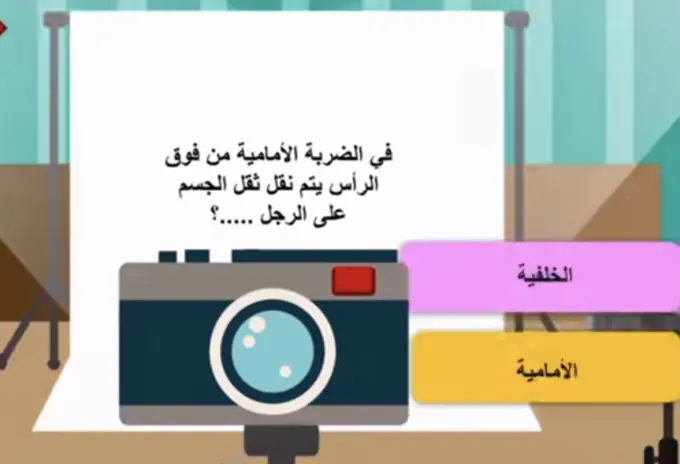 في الضربة الأمامية من فوق
الرأس يتم نقل ثقل الجسم
على الرجل .....؟
الخلفية
الأمامية